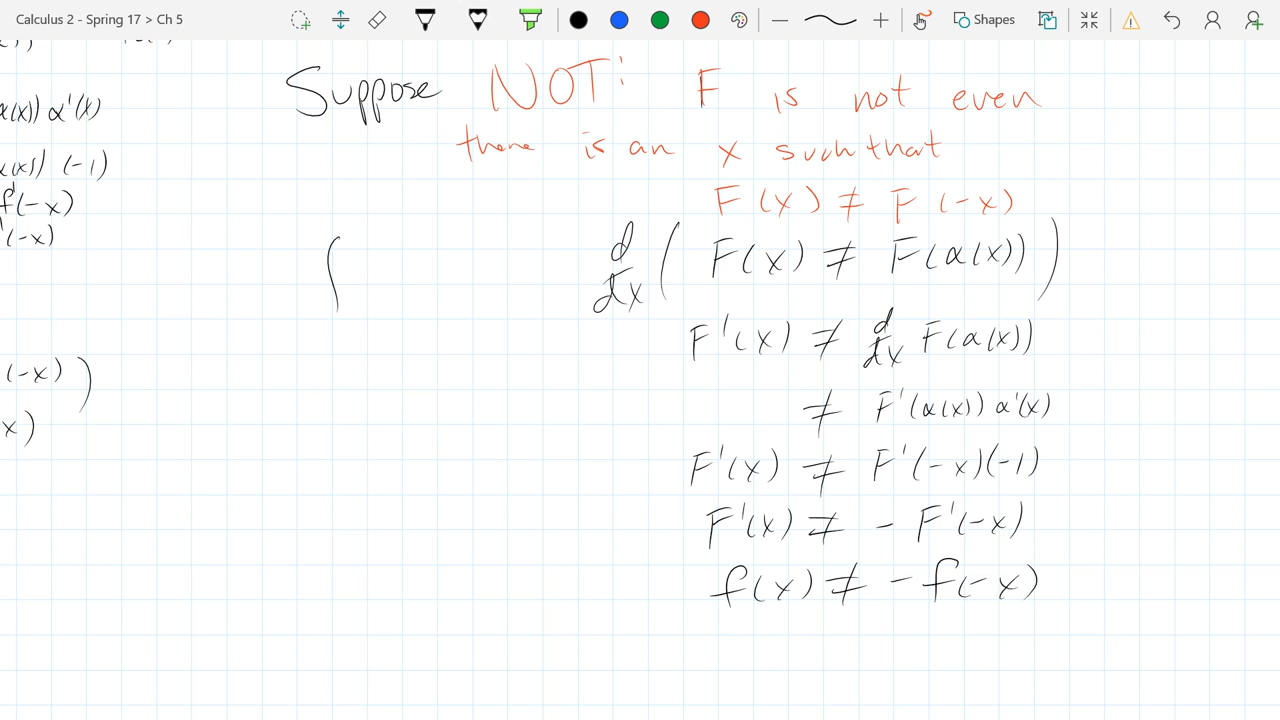 Calculus 2 - Spring 17 > Ch 5
Shapes
α(x)) α'(x)
α(x)) (-1)
f'(-x)
'(-x)
(-x) )
x)
Suppose NOT: F is not even
there is an x such that
F(x) ≠ F(-x)
(
d/dx ( F(x) ≠ F(α(x)) )
F'(x) ≠ d/dx F(α(x))
≠ F'(α(x)) α'(x)
F'(x) ≠ F'(-x)(-1)
F'(x) ≠ - F'(-x)
f(x) ≠ - f(-x)